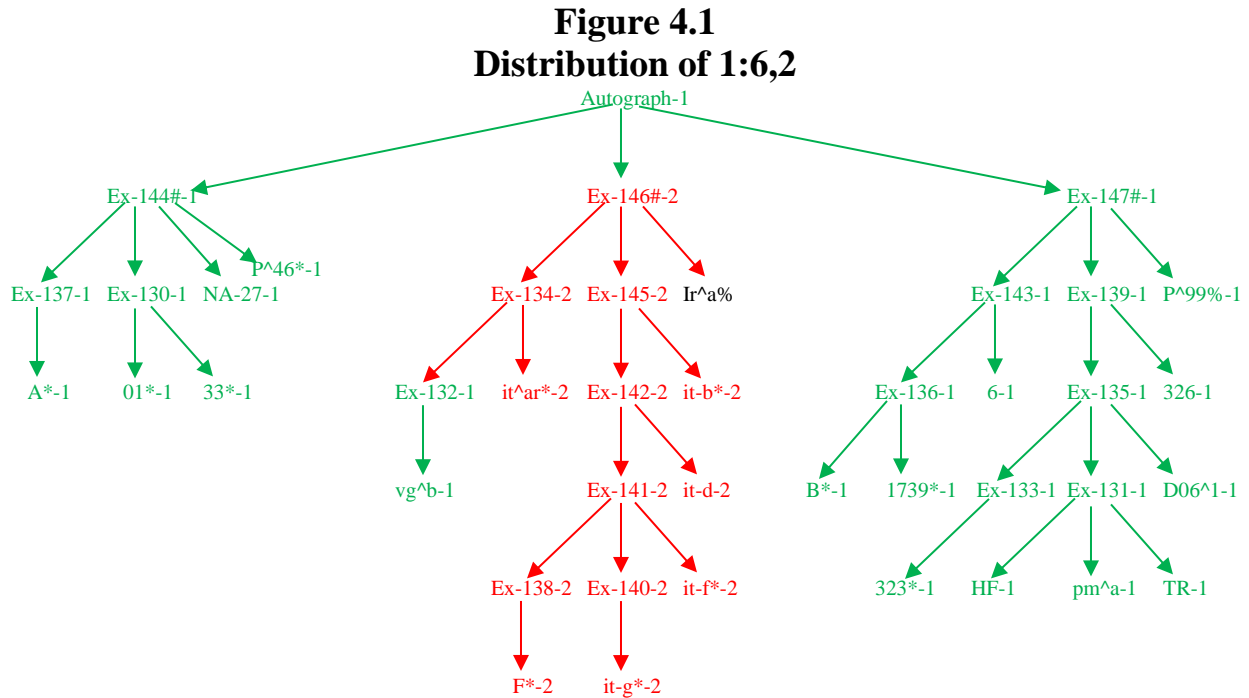 Figure 4.1
Distribution of 1:6,2
Autograph-1
Ex-144#-1 Ex-146#-2 Ex-147#-1
P^46*-1
Ex-137-1 Ex-130-1 NA-27-1 Ex-134-2 Ex-145-2 Ir^a% Ex-143-1 Ex-139-1 P^99%-1
A*-1 01*-1 33*-1 Ex-132-1 it^ar*-2 Ex-142-2 it-b*-2 Ex-136-1 6-1 Ex-135-1 326-1
vg^b-1 Ex-141-2 it-d-2 B*-1 1739*-1 Ex-133-1 Ex-131-1 D06^1-1
Ex-138-2 Ex-140-2 it-f*-2 323*-1 HF-1 pm^a-1 TR-1
F*-2 it-g*-2